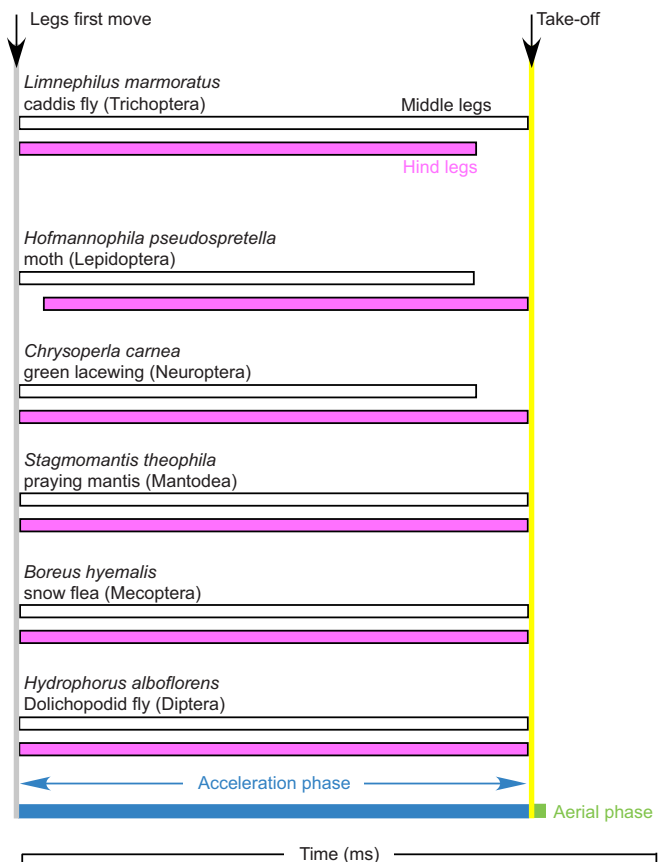 Legs first move
Take-off
Limnephilus marmoratus
caddis fly (Trichoptera)
Middle legs
Hind legs
Hofmannophila pseudospretella
moth (Lepidoptera)
Chrysoperla carnea
green lacewing (Neuroptera)
Stagmomantis theophila
praying mantis (Mantodea)
Boreus hyemalis
snow flea (Mecoptera)
Hydrophorus alboflorens
Dolichopodid fly (Diptera)
Acceleration phase
Aerial phase
Time (ms)